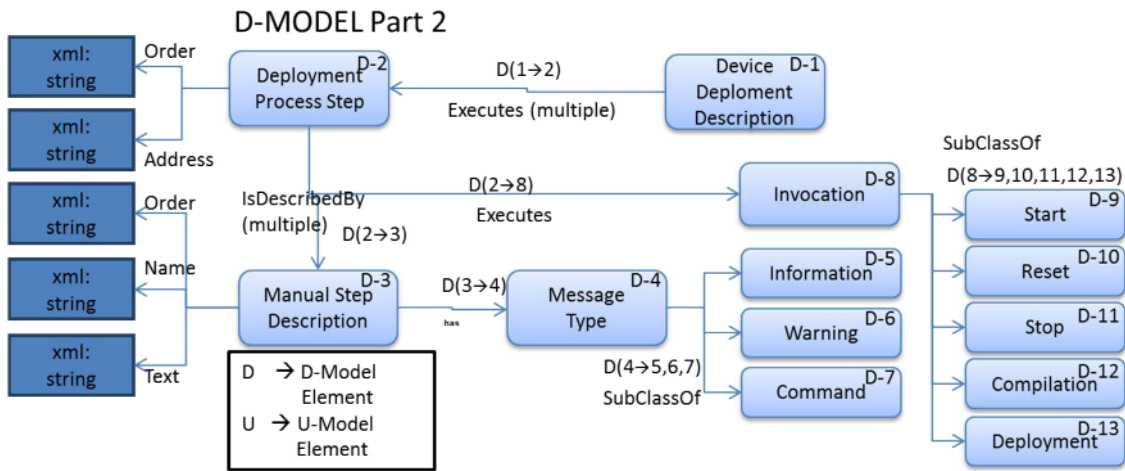 D-MODEL Part 2
xml:
string
Order
xml:
string
Address
D-2
Deployment
Process Step
D(1→2)
Executes (multiple)
D-1
Device
Deploment
Description
xml:
string
Order
xml:
string
Name
xml:
string
Text
IsDescribedBy
(multiple)
D(2→3)
D(2→8)
Executes
D-8
Invocation
SubClassOf
D(8→9,10,11,12,13)
D-9
Start
D-10
Reset
D-11
Stop
D-12
Compilation
D-13
Deployment
D-3
Manual Step
Description
D(3→4)
has
D-4
Message
Type
D-5
Information
D-6
Warning
D-7
Command
D(4→5,6,7)
SubClassOf
D → D-Model
Element
U → U-Model
Element